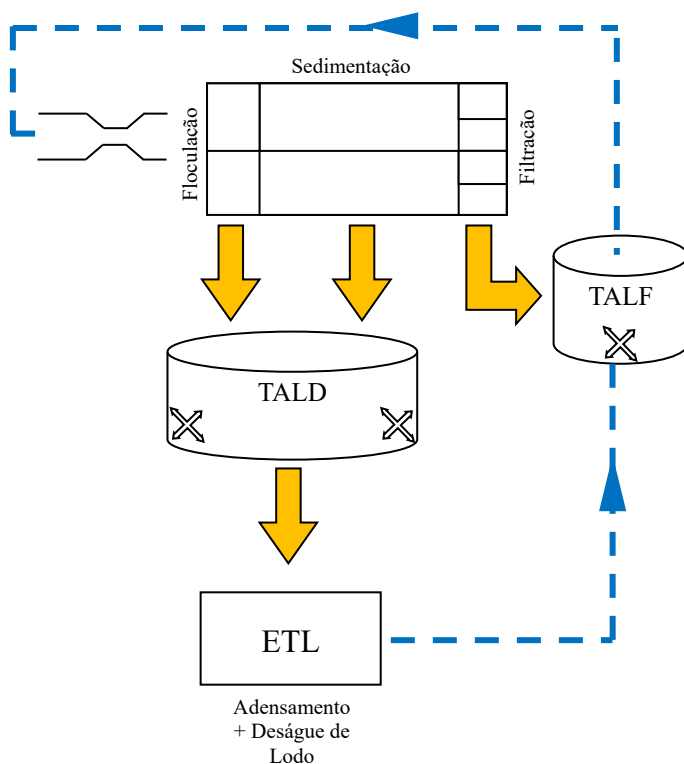 Sedimentação
Floculação
Filtração
TALF
TALD
ETL
Adensamento
+ Deságue de
Lodo